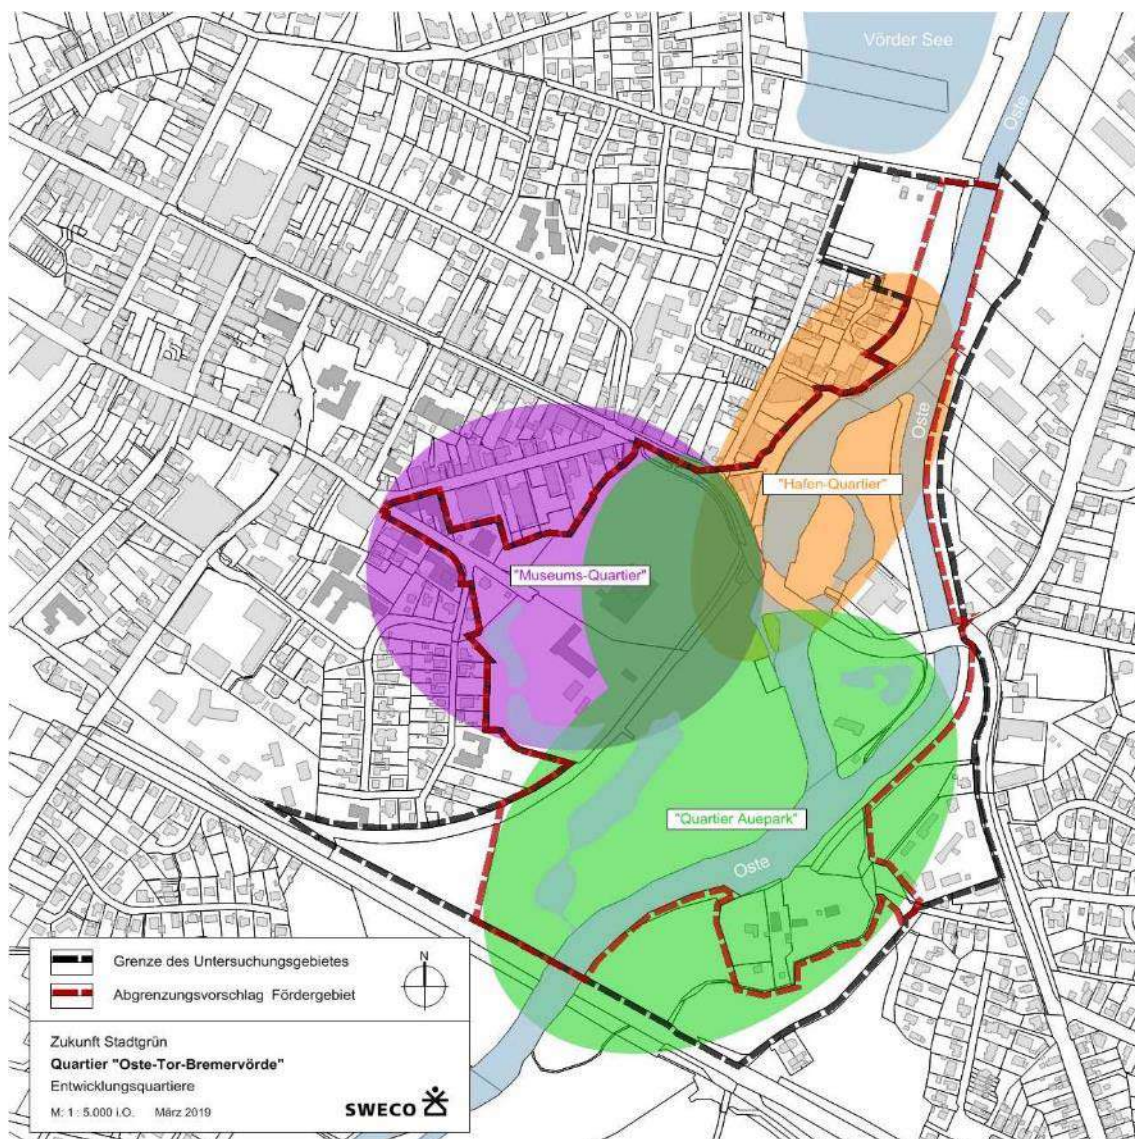 Vörder See
Oste
Oste
"Hafen-Quartier"
"Museums-Quartier"
"Quartier Auepark"
Oste
Grenze des Untersuchungsgebietes
Abgrenzungsvorschlag Fördergebiet
N
Zukunft Stadtgrün
Quartier "Oste-Tor-Bremervörde"
Entwicklungsquartiere
M: 1 : 5.000 i.O. März 2019
SWECO